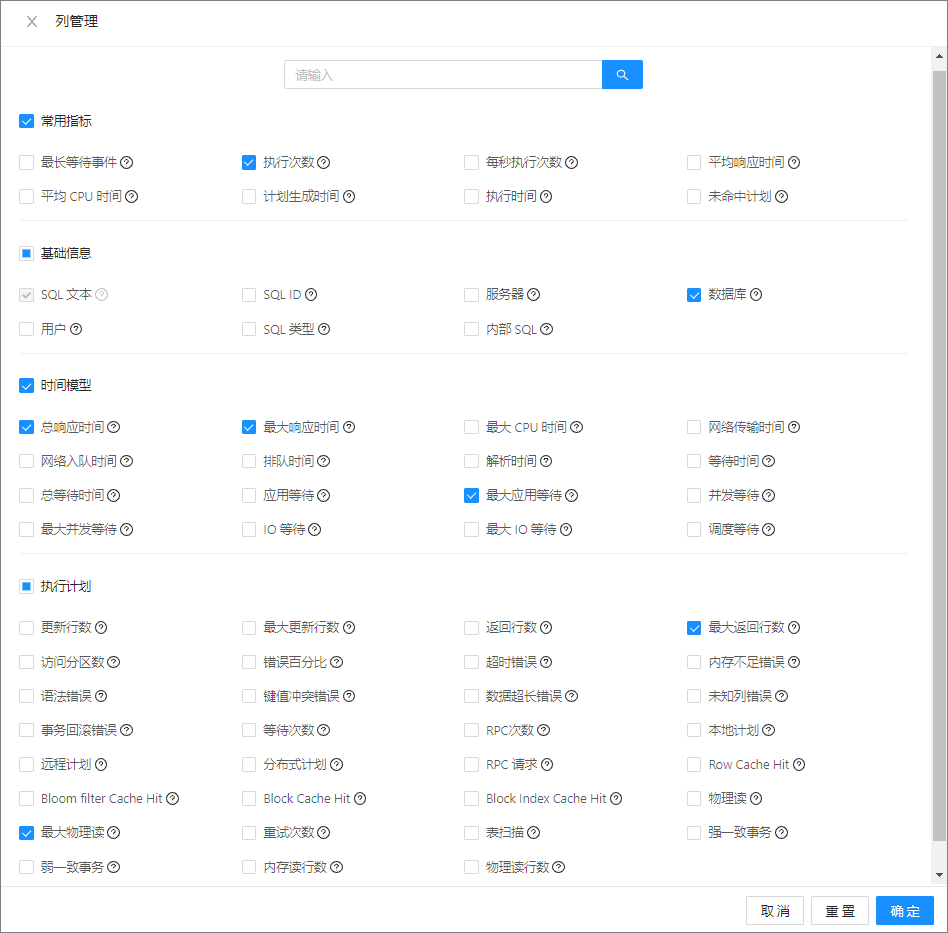 列管理
请输入
常用指标
最长等待事件 执行次数 每秒执行次数 平均响应时间
平均 CPU 时间 计划生成时间 执行时间 未命中计划
基础信息
SQL 文本 SQL ID 服务器 数据库
用户 SQL 类型 内部 SQL
时间模型
总响应时间 最大响应时间 最大 CPU 时间 网络传输时间
网络入队时间 排队时间 解析时间 等待时间
总等待时间 应用等待 最大应用等待 并发等待
最大并发等待 IO 等待 最大 IO 等待 调度等待
执行计划
更新行数 最大更新行数 返回行数 最大返回行数
访问分区数 错误百分比 超时错误 内存不足错误
语法错误 键值冲突错误 数据超长错误 未知列错误
事务回滚错误 等待次数 RPC次数 本地计划
远程计划 分布式计划 RPC 请求 Row Cache Hit
Bloom filter Cache Hit Block Cache Hit Block Index Cache Hit 物理读
最大物理读 重试次数 表扫描 强一致事务
弱一致事务 内存读行数 物理读行数
取 消 重 置 确 定